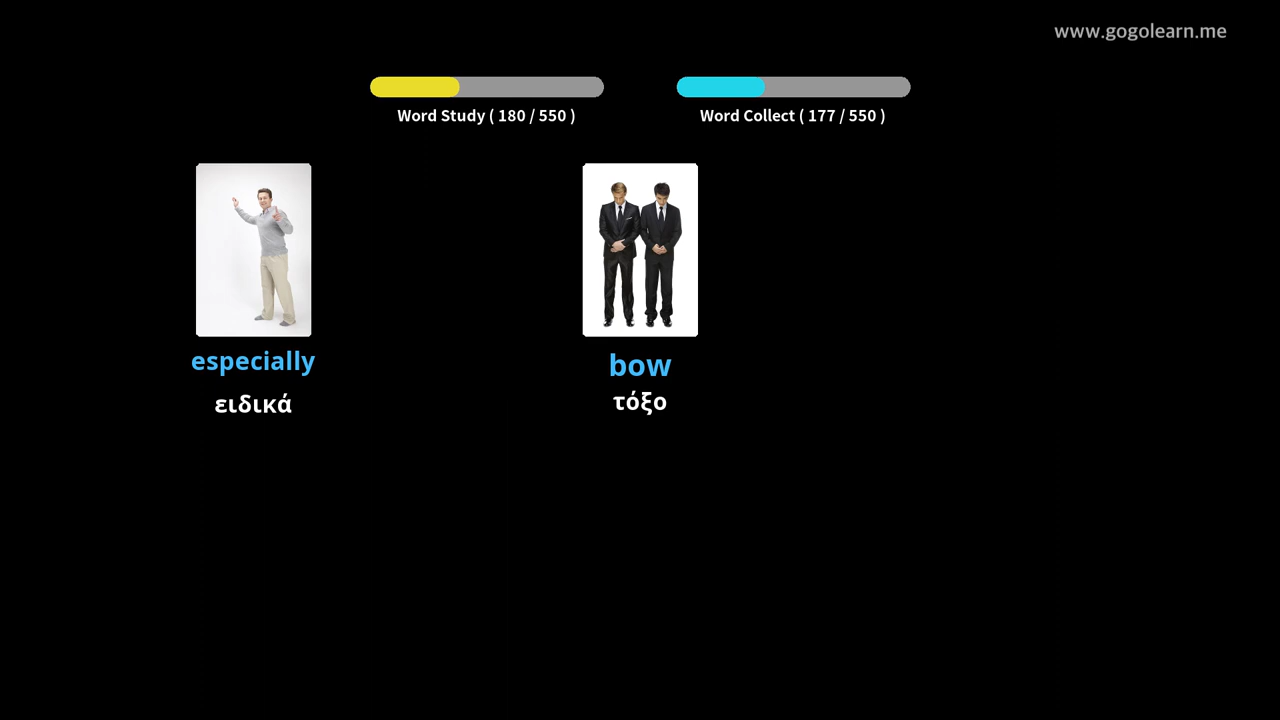 www.gogolearn.me
Word Study ( 180 / 550 )
Word Collect ( 177 / 550 )
especially
ειδικά
bow
τόξο